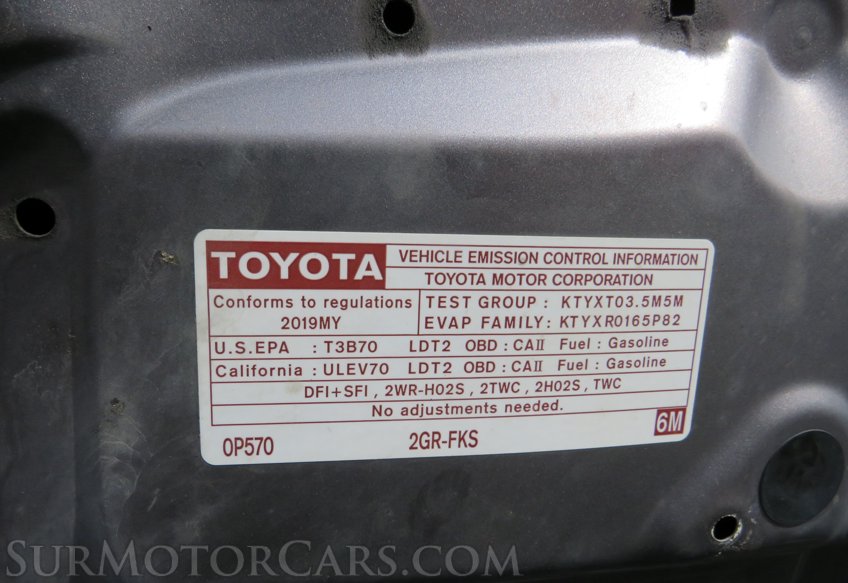 TOYOTA VEHICLE EMISSION CONTROL INFORMATION
TOYOTA MOTOR CORPORATION
Conforms to regulations TEST GROUP : KTYXT03.5M5M
2019MY EVAP FAMILY: KTYXR0165P82
U.S.EPA : T3B70 LDT2 OBD : CAII Fuel : Gasoline
California : ULEV70 LDT2 OBD : CAII Fuel : Gasoline
DFI+SFI , 2WR-HO2S , 2TWC , 2HO2S , TWC
No adjustments needed.
0P570 2GR-FKS 6M
SURMOTORCARS.COM